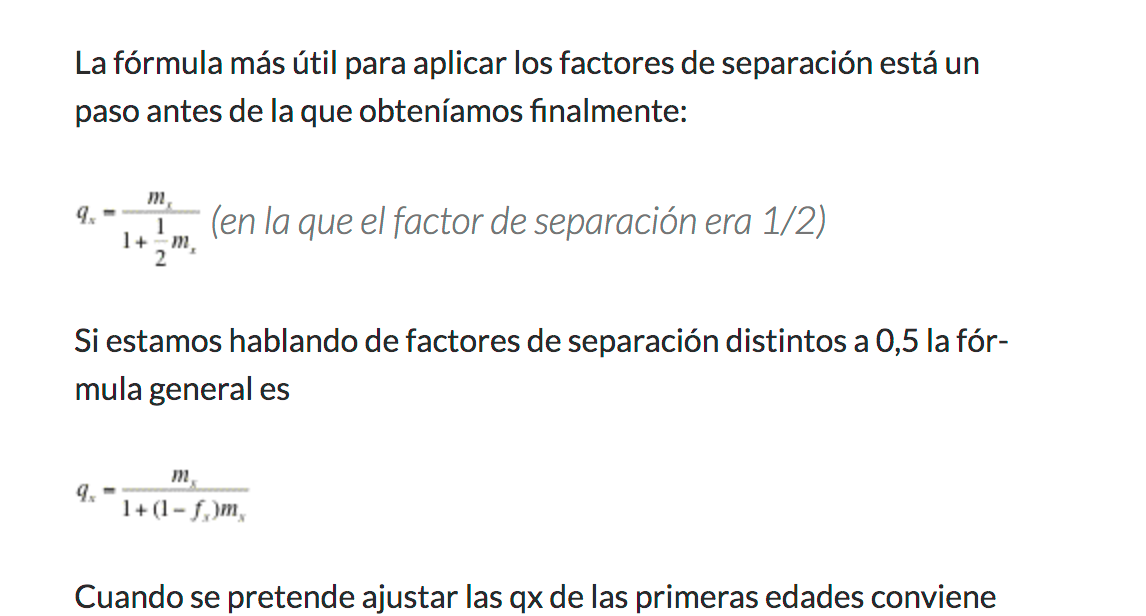 La fórmula más útil para aplicar los factores de separación está un
paso antes de la que obteníamos finalmente:
qₓ = mₓ / (1 + 1/2 mₓ) (en la que el factor de separación era 1/2)
Si estamos hablando de factores de separación distintos a 0,5 la fór-
mula general es
qₓ = mₓ / (1 + (1 − fₓ)mₓ)
Cuando se pretende ajustar las qx de las primeras edades conviene